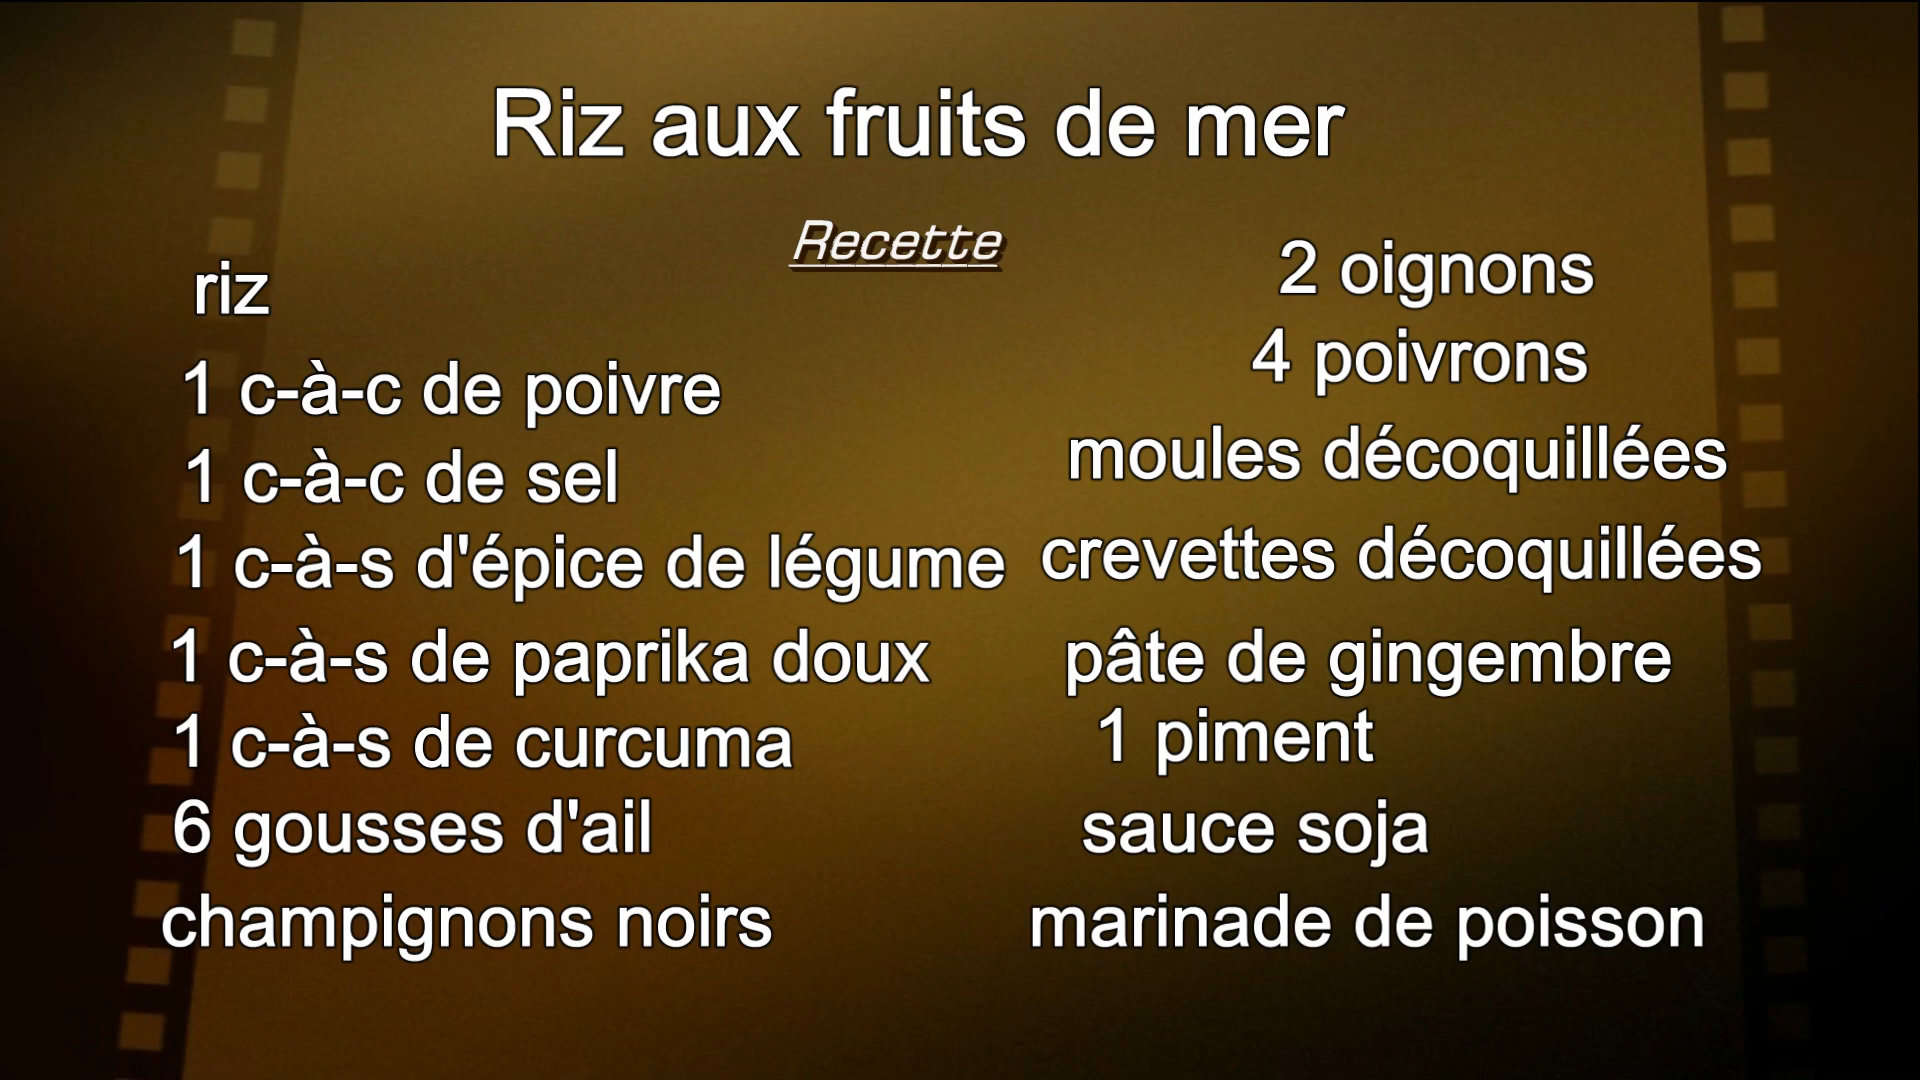 Riz aux fruits de mer
Recette
riz
1 c-à-c de poivre
1 c-à-c de sel
1 c-à-s d'épice de légume
1 c-à-s de paprika doux
1 c-à-s de curcuma
6 gousses d'ail
champignons noirs
2 oignons
4 poivrons
moules décoquillées
crevettes décoquillées
pâte de gingembre
1 piment
sauce soja
marinade de poisson